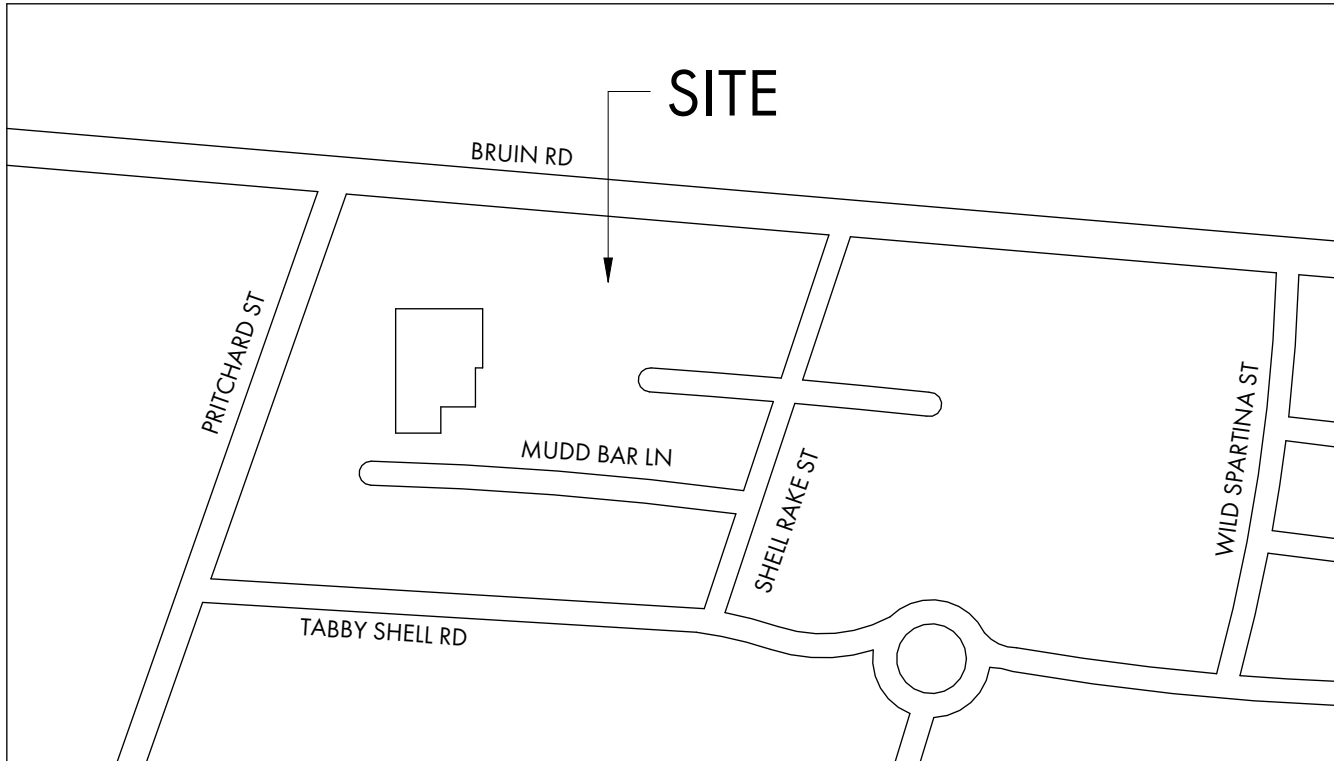 SITE
BRUIN RD
PRITCHARD ST
MUDD BAR LN
SHELL RAKE ST
WILD SPARTINA ST
TABBY SHELL RD